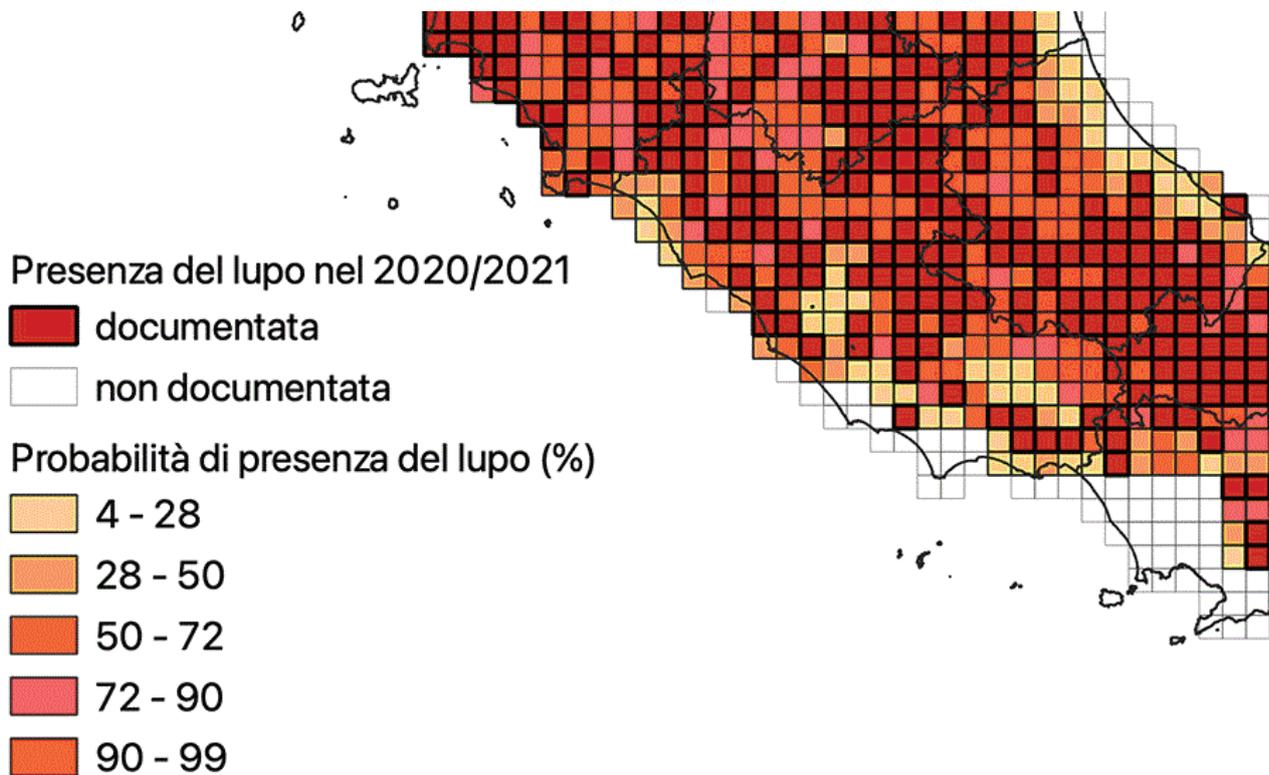 Presenza del lupo nel 2020/2021
documentata
non documentata
Probabilità di presenza del lupo (%)
4 - 28
28 - 50
50 - 72
72 - 90
90 - 99